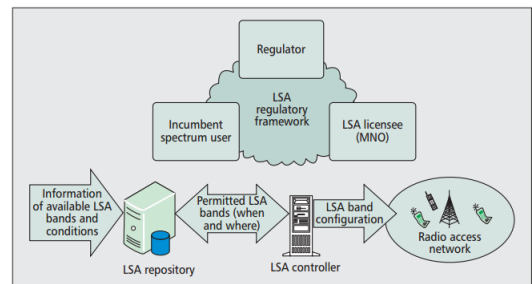 Regulator
LSA
regulatory
framework
Incumbent
spectrum user
LSA licensee
(MNO)
Information
of available LSA
bands and
conditions
Permitted LSA
bands (when
and where)
LSA band
configuration
Radio access
network
LSA repository
LSA controller